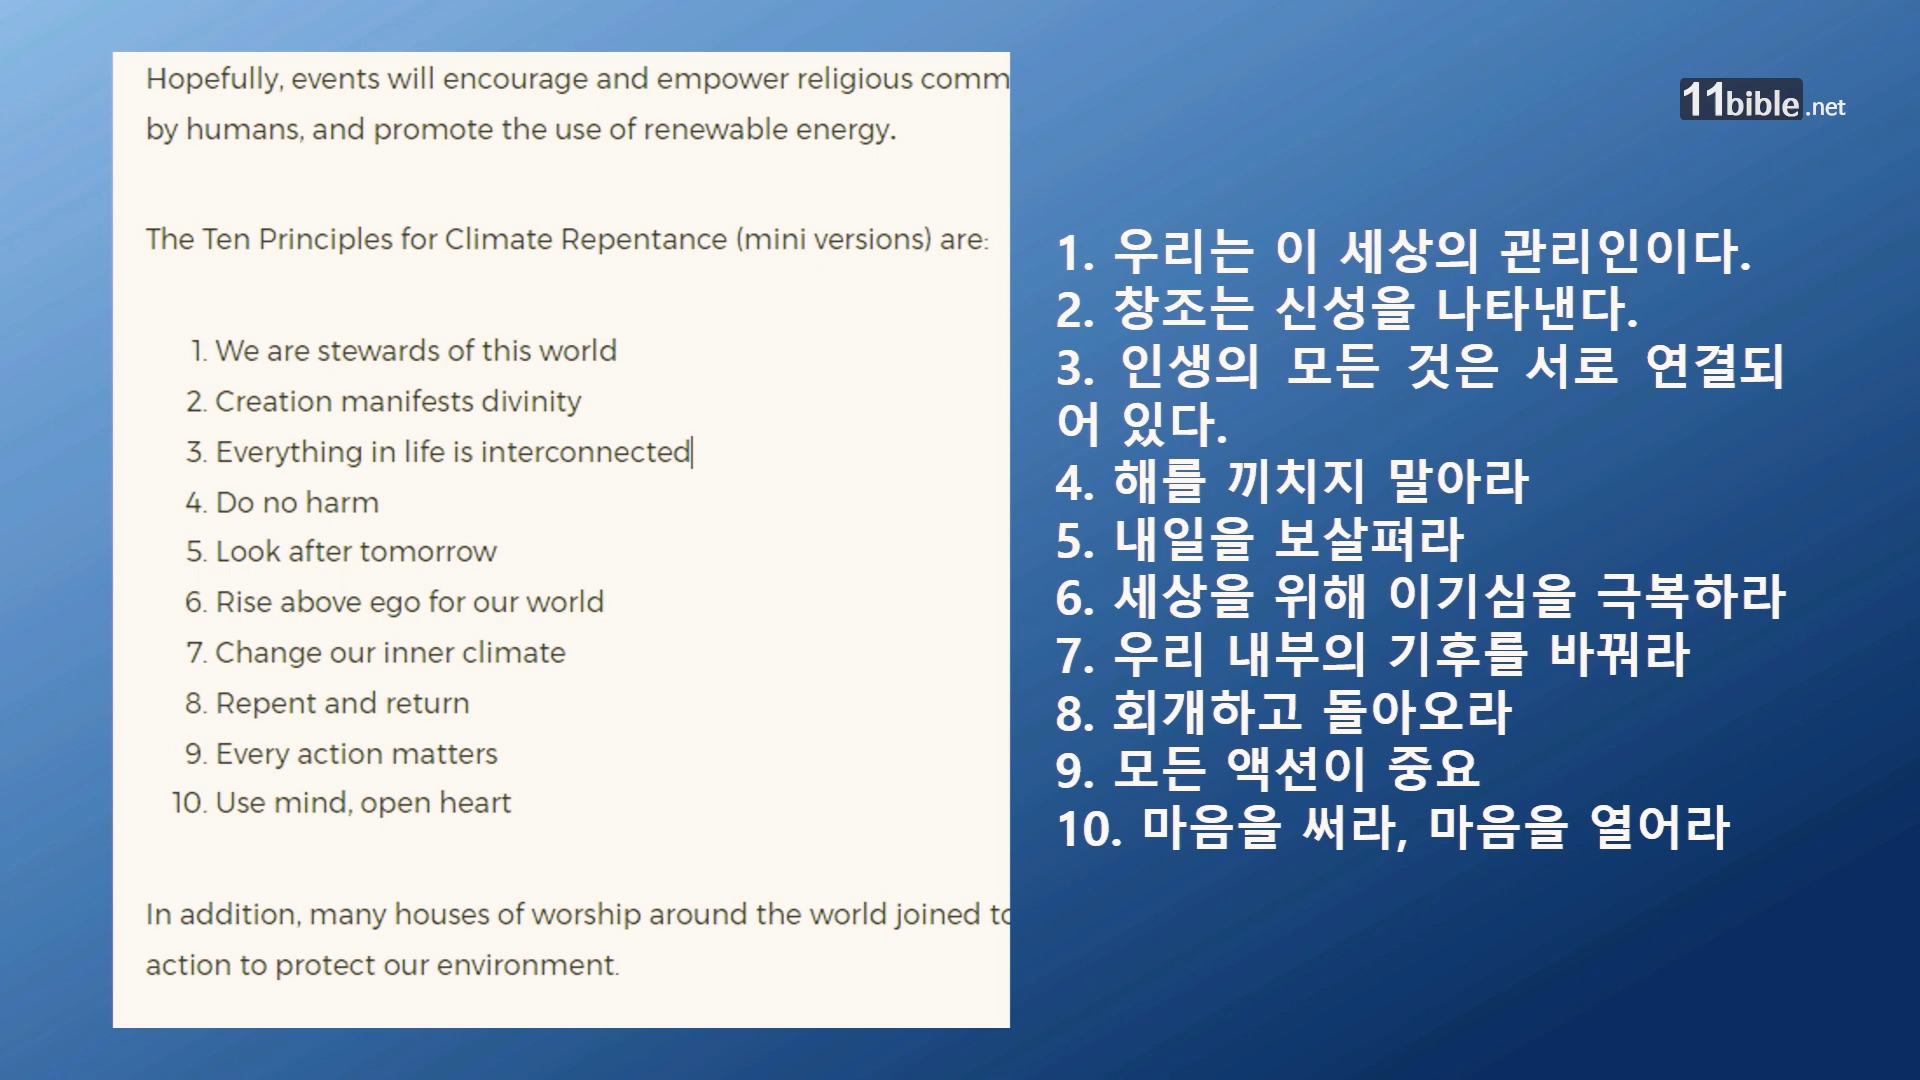 Hopefully, events will encourage and empower religious comm
by humans, and promote the use of renewable energy.
The Ten Principles for Climate Repentance (mini versions) are:
1. We are stewards of this world
2. Creation manifests divinity
3. Everything in life is interconnected
4. Do no harm
5. Look after tomorrow
6. Rise above ego for our world
7. Change our inner climate
8. Repent and return
9. Every action matters
10. Use mind, open heart
In addition, many houses of worship around the world joined to
action to protect our environment.
11bible.net
1. 우리는 이 세상의 관리인이다.
2. 창조는 신성을 나타낸다.
3. 인생의 모든 것은 서로 연결되
어 있다.
4. 해를 끼치지 말아라
5. 내일을 보살펴라
6. 세상을 위해 이기심을 극복하라
7. 우리 내부의 기후를 바꿔라
8. 회개하고 돌아오라
9. 모든 액션이 중요
10. 마음을 써라, 마음을 열어라